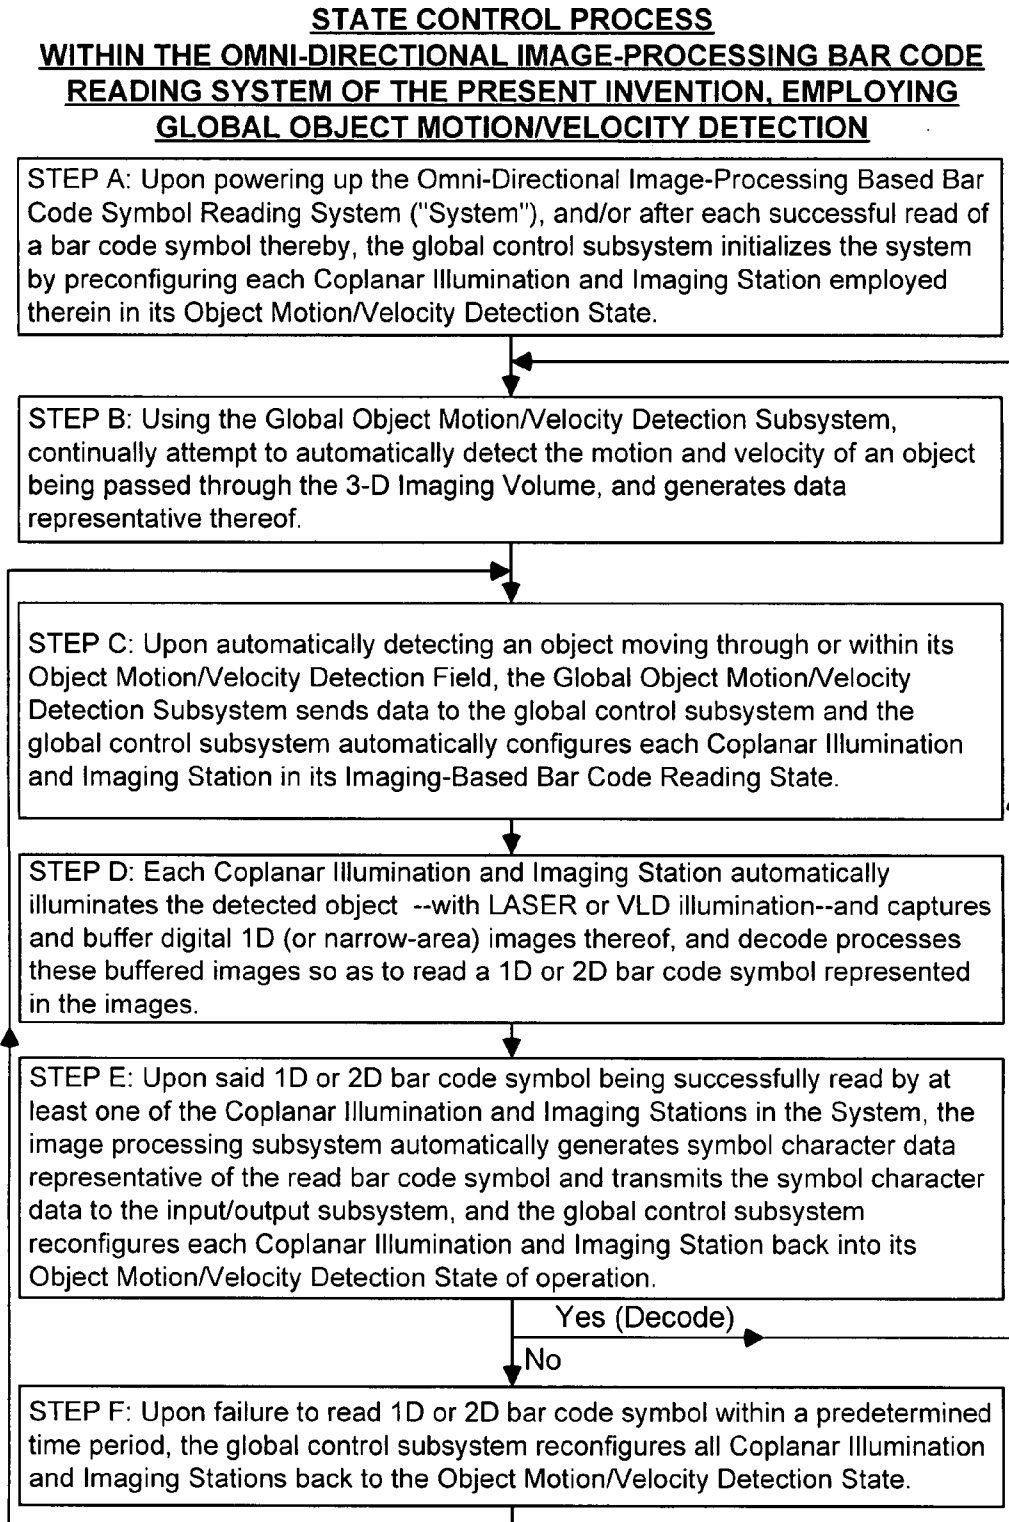 STATE CONTROL PROCESS
WITHIN THE OMNI-DIRECTIONAL IMAGE-PROCESSING BAR CODE
READING SYSTEM OF THE PRESENT INVENTION, EMPLOYING
GLOBAL OBJECT MOTION/VELOCITY DETECTION
STEP A: Upon powering up the Omni-Directional Image-Processing Based Bar
Code Symbol Reading System ("System"), and/or after each successful read of
a bar code symbol thereby, the global control subsystem initializes the system
by preconfiguring each Coplanar Illumination and Imaging Station employed
therein in its Object Motion/Velocity Detection State.
STEP B: Using the Global Object Motion/Velocity Detection Subsystem,
continually attempt to automatically detect the motion and velocity of an object
being passed through the 3-D Imaging Volume, and generates data
representative thereof.
STEP C: Upon automatically detecting an object moving through or within its
Object Motion/Velocity Detection Field, the Global Object Motion/Velocity
Detection Subsystem sends data to the global control subsystem and the
global control subsystem automatically configures each Coplanar Illumination
and Imaging Station in its Imaging-Based Bar Code Reading State.
STEP D: Each Coplanar Illumination and Imaging Station automatically
illuminates the detected object --with LASER or VLD illumination--and captures
and buffer digital 1D (or narrow-area) images thereof, and decode processes
these buffered images so as to read a 1D or 2D bar code symbol represented
in the images.
STEP E: Upon said 1D or 2D bar code symbol being successfully read by at
least one of the Coplanar Illumination and Imaging Stations in the System, the
image processing subsystem automatically generates symbol character data
representative of the read bar code symbol and transmits the symbol character
data to the input/output subsystem, and the global control subsystem
reconfigures each Coplanar Illumination and Imaging Station back into its
Object Motion/Velocity Detection State of operation.
Yes (Decode)
No
STEP F: Upon failure to read 1D or 2D bar code symbol within a predetermined
time period, the global control subsystem reconfigures all Coplanar Illumination
and Imaging Stations back to the Object Motion/Velocity Detection State.